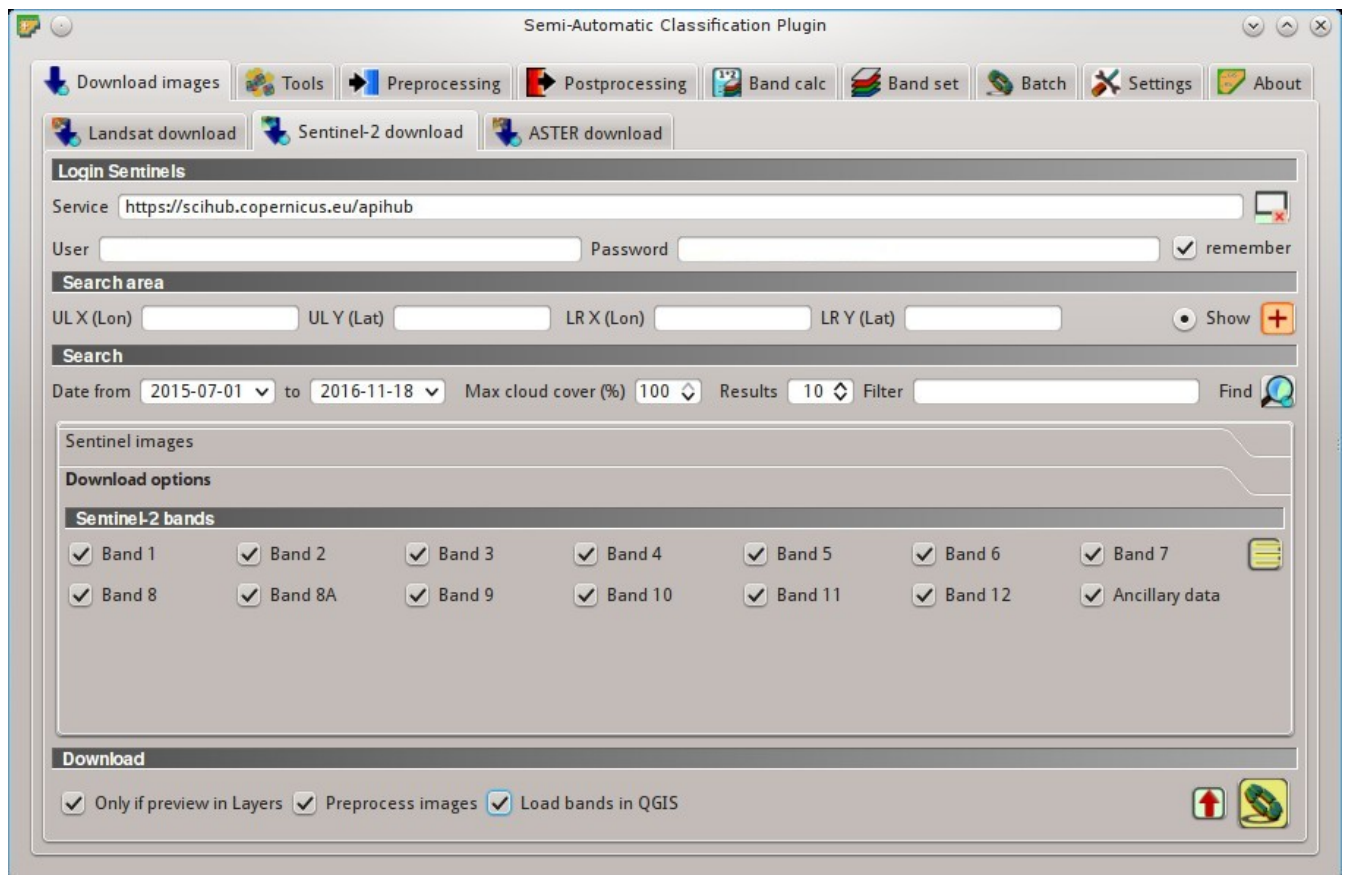 Semi-Automatic Classification Plugin
Download images Tools Preprocessing Postprocessing Band calc Band set Batch Settings About
Landsat download Sentinel-2 download ASTER download
Login Sentinels
Service https://scihub.copernicus.eu/apihub
User Password remember
Search area
UL X (Lon) UL Y (Lat) LR X (Lon) LR Y (Lat) Show
Search
Date from 2015-07-01 to 2016-11-18 Max cloud cover (%) 100 Results 10 Filter Find
Sentinel images
Download options
Sentinel-2 bands
Band 1 Band 2 Band 3 Band 4 Band 5 Band 6 Band 7
Band 8 Band 8A Band 9 Band 10 Band 11 Band 12 Ancillary data
Download
Only if preview in Layers Preprocess images Load bands in QGIS